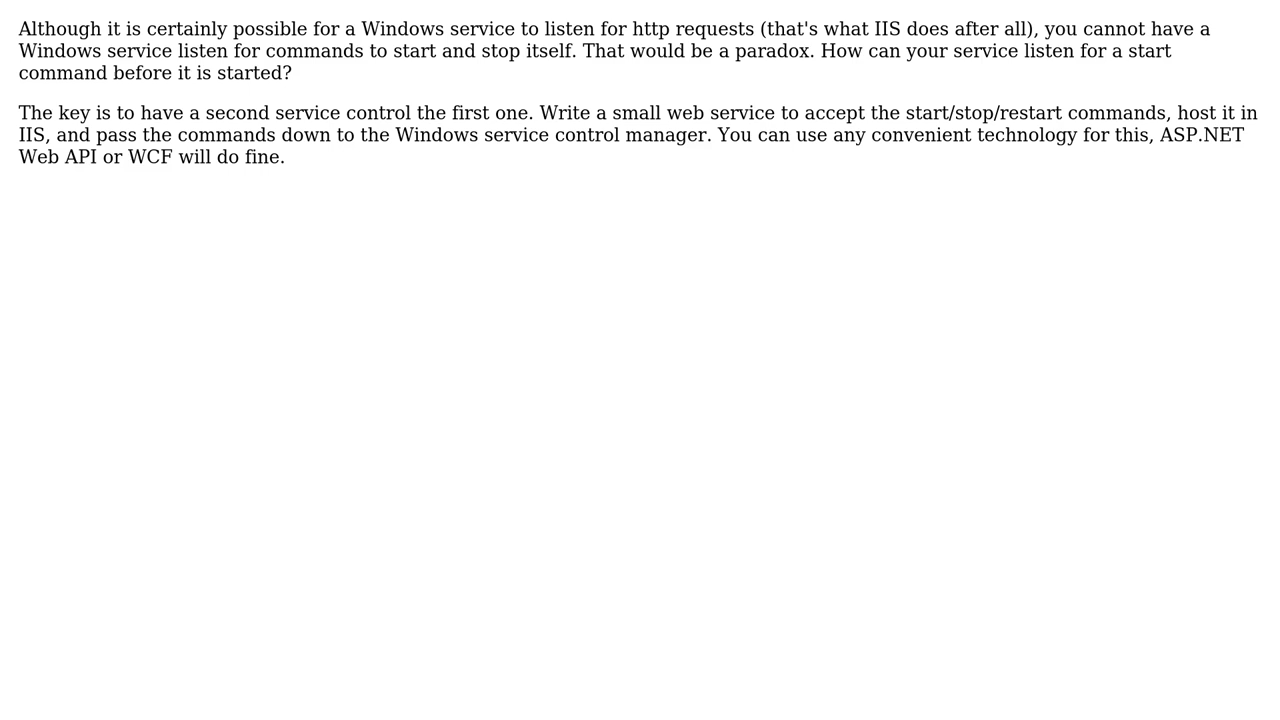 Although it is certainly possible for a Windows service to listen for http requests (that's what IIS does after all), you cannot have a
Windows service listen for commands to start and stop itself. That would be a paradox. How can your service listen for a start
command before it is started?
The key is to have a second service control the first one. Write a small web service to accept the start/stop/restart commands, host it in
IIS, and pass the commands down to the Windows service control manager. You can use any convenient technology for this, ASP.NET
Web API or WCF will do fine.